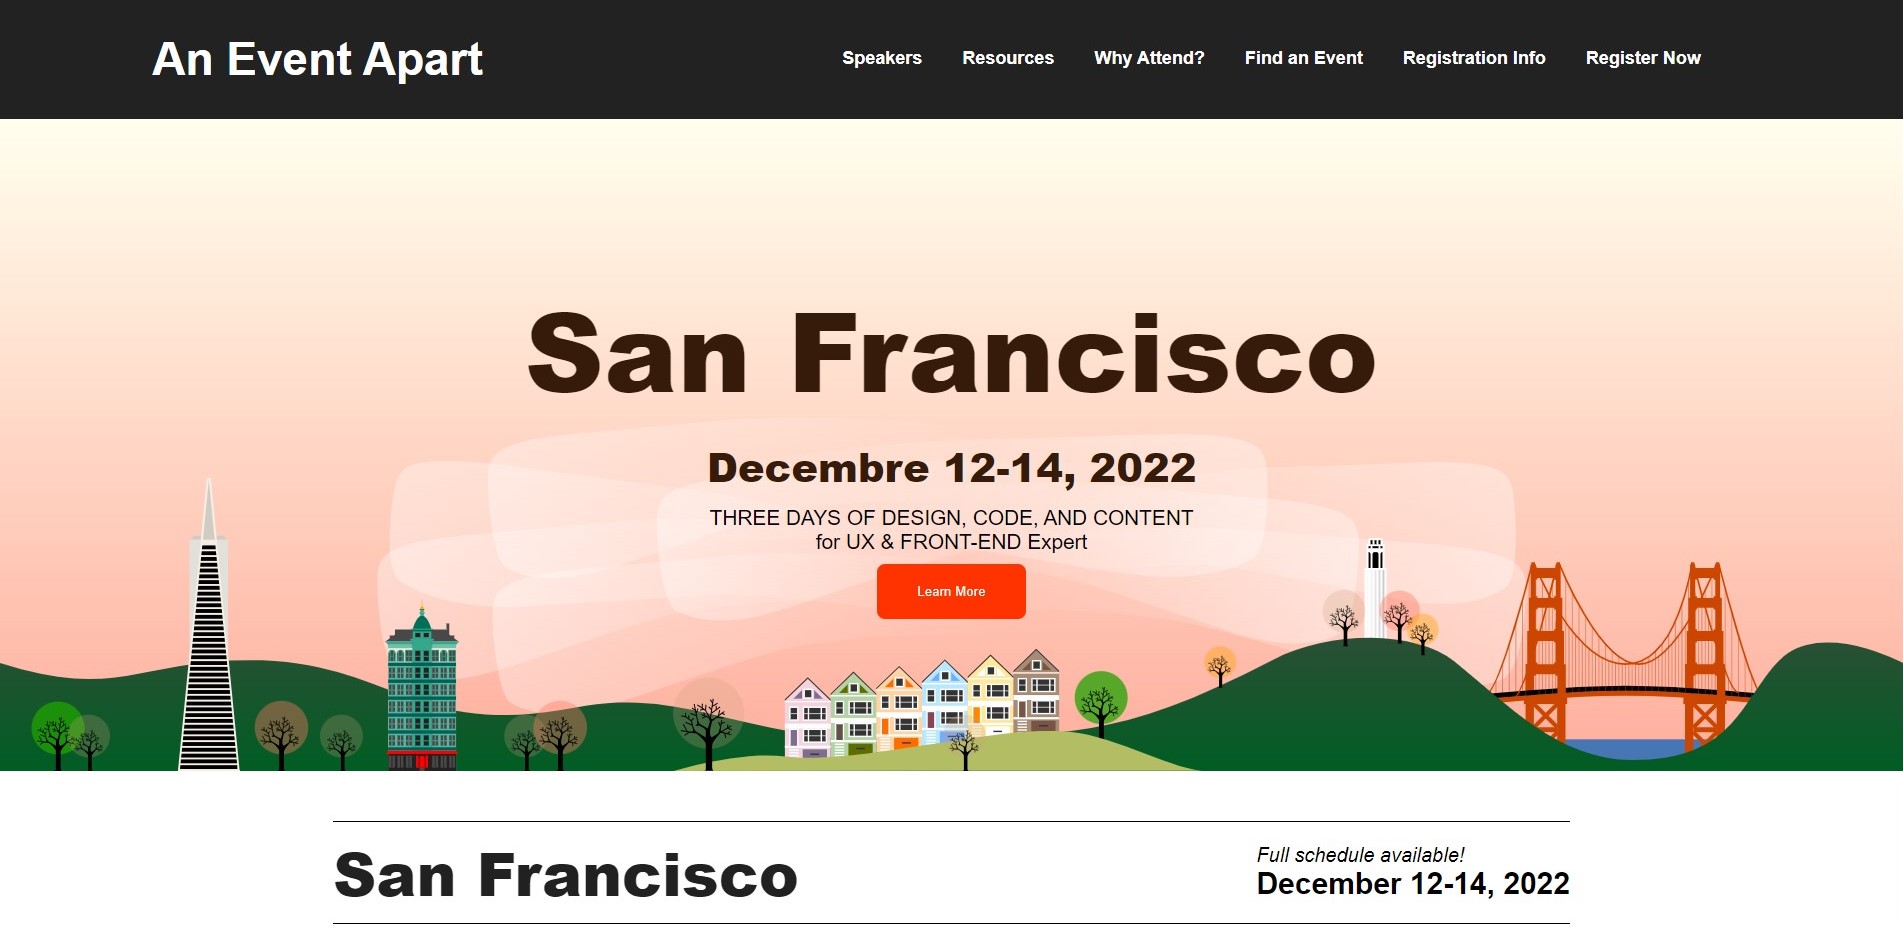 An Event Apart
Speakers Resources Why Attend? Find an Event Registration Info Register Now
San Francisco
Decembre 12-14, 2022
THREE DAYS OF DESIGN, CODE, AND CONTENT
for UX & FRONT-END Expert
Learn More
San Francisco
Full schedule available!
December 12-14, 2022